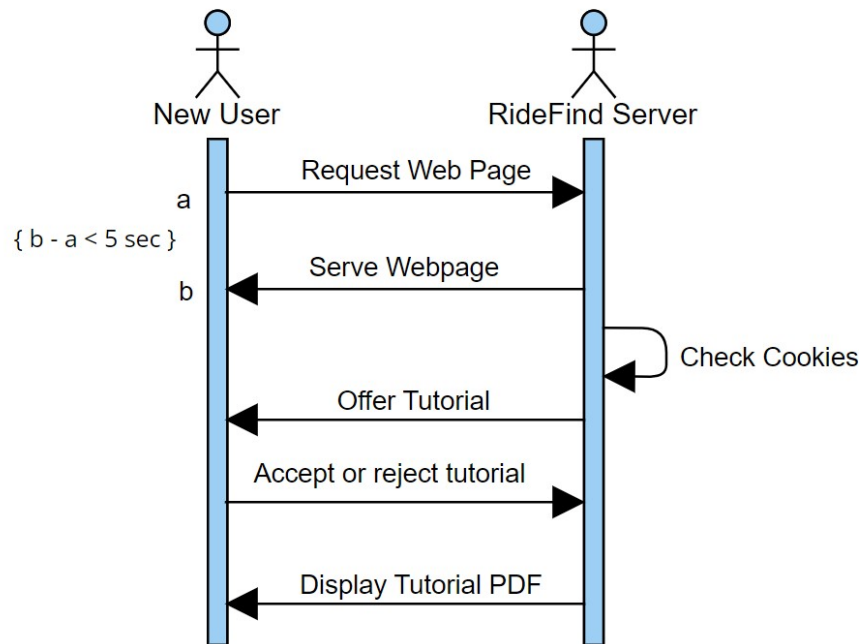 New User
RideFind Server
Request Web Page
a
{ b - a < 5 sec }
Serve Webpage
b
Check Cookies
Offer Tutorial
Accept or reject tutorial
Display Tutorial PDF